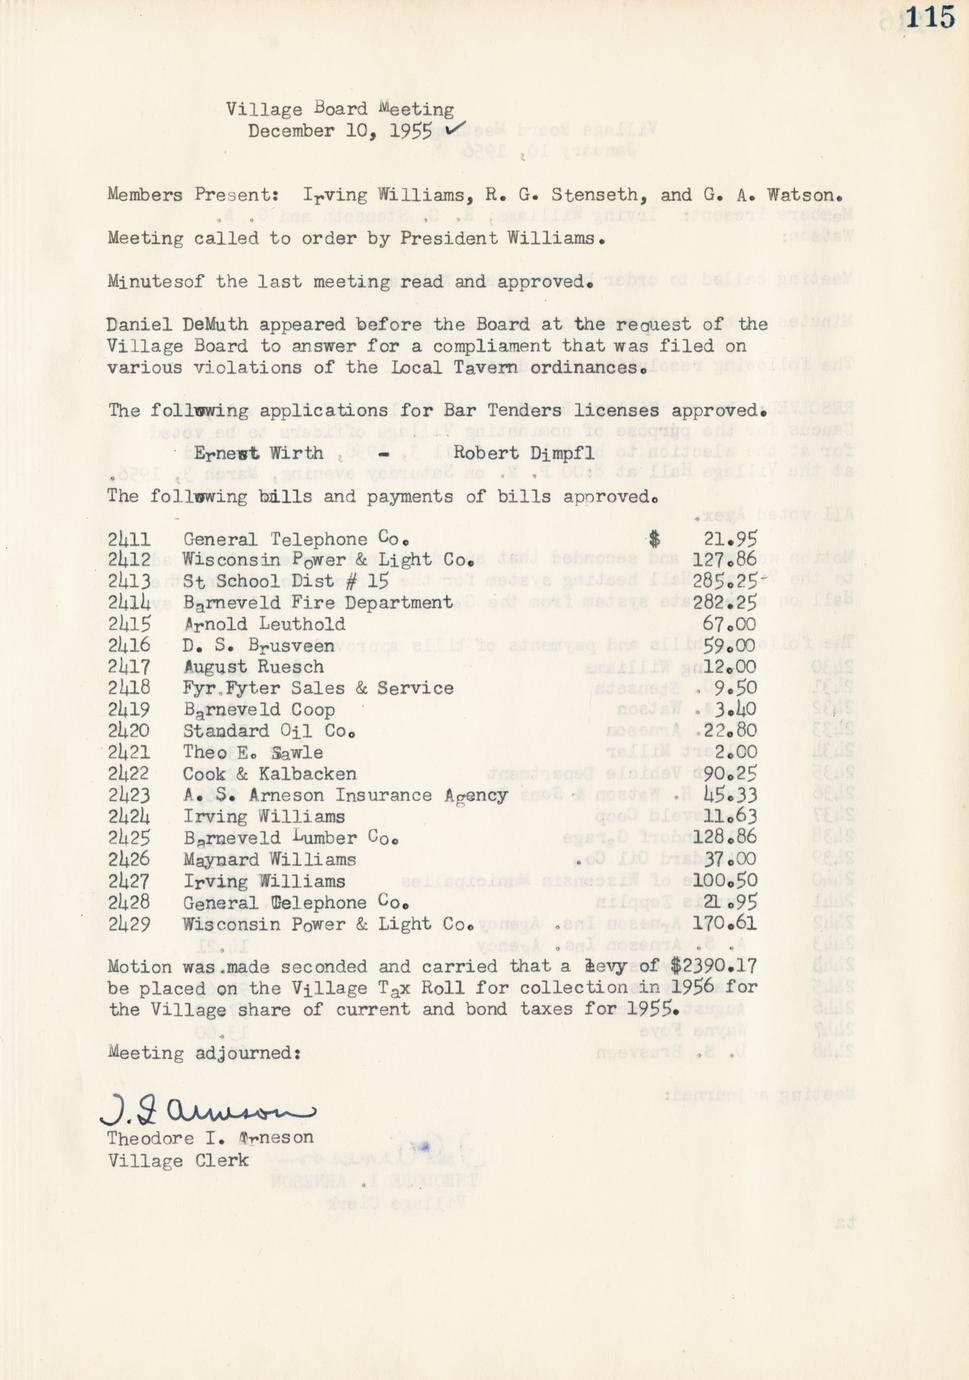 115
Village Board Meeting
December 10, 1955 ✓
Members Present: Irving Williams, R. G. Stenseth, and G. A. Watson.
Meeting called to order by President Williams.
Minutesof the last meeting read and approved.
Daniel DeMuth appeared before the Board at the request of the
Village Board to answer for a compliament that was filed on
various violations of the Local Tavern ordinances.
The following applications for Bar Tenders licenses approved.
Ernest Wirth - Robert Dimpfl
The following bills and payments of bills approved.
2411 General Telephone Co. $ 21.95
2412 Wisconsin Power & Light Co. 127.86
2413 St School Dist # 15 285.25
2414 Barneveld Fire Department 282.25
2415 Arnold Leuthold 67.00
2416 D. S. Brusveen 59.00
2417 August Ruesch 12.00
2418 Fyr Fyter Sales & Service 9.50
2419 Barneveld Coop 3.40
2420 Standard Oil Co. 22.80
2421 Theo E. Sawle 2.00
2422 Cook & Kalbacken 90.25
2423 A. S. Arneson Insurance Agency 45.33
2424 Irving Williams 11.63
2425 Barneveld Lumber Co. 128.86
2426 Maynard Williams 37.00
2427 Irving Williams 100.50
2428 General Telephone Co. 21.95
2429 Wisconsin Power & Light Co. 170.61
Motion was made seconded and carried that a levy of $2390.17
be placed on the Village Tax Roll for collection in 1956 for
the Village share of current and bond taxes for 1955.
Meeting adjourned:
T. I Arneson
Theodore I. Arneson
Village Clerk